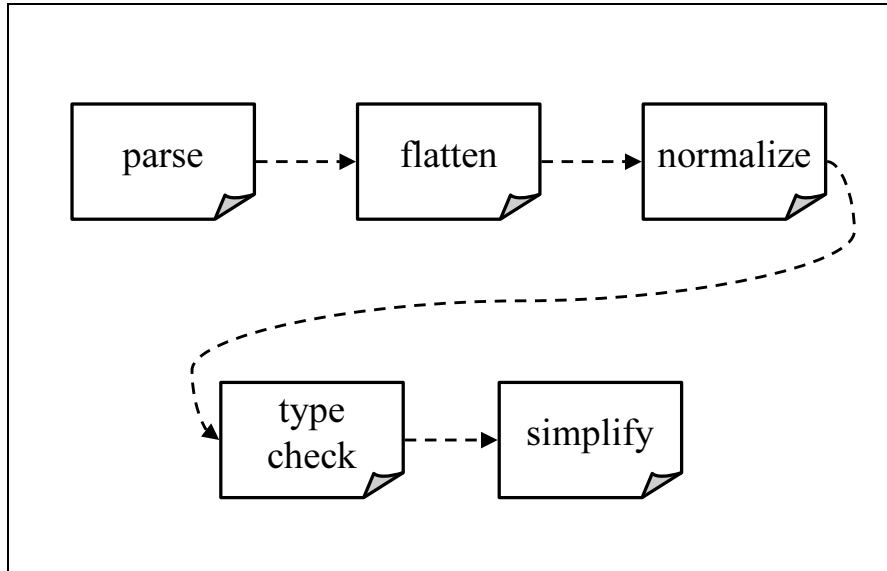 parse
flatten
normalize
type
check
simplify